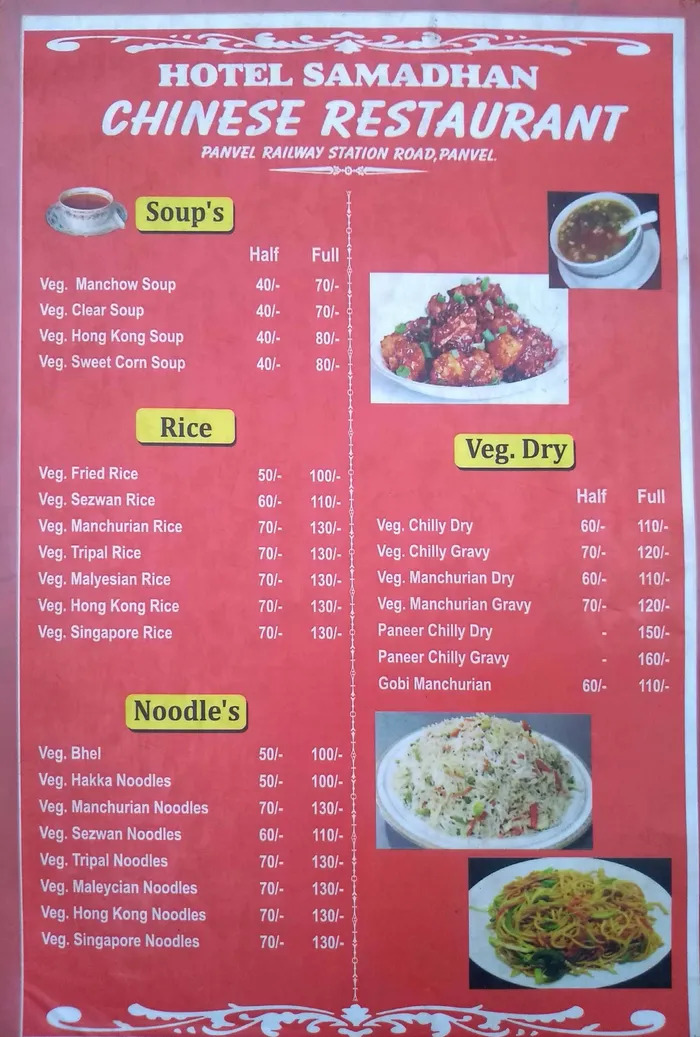 HOTEL SAMADHAN
CHINESE RESTAURANT
PANVEL RAILWAY STATION ROAD, PANVEL.
Soup's
Half Full
Veg. Manchow Soup 40/- 70/-
Veg. Clear Soup 40/- 70/-
Veg. Hong Kong Soup 40/- 80/-
Veg. Sweet Corn Soup 40/- 80/-
Rice
Veg. Fried Rice 50/- 100/-
Veg. Sezwan Rice 60/- 110/-
Veg. Manchurian Rice 70/- 130/-
Veg. Tripal Rice 70/- 130/-
Veg. Malyesian Rice 70/- 130/-
Veg. Hong Kong Rice 70/- 130/-
Veg. Singapore Rice 70/- 130/-
Noodle's
Veg. Bhel 50/- 100/-
Veg. Hakka Noodles 50/- 100/-
Veg. Manchurian Noodles 70/- 130/-
Veg. Sezwan Noodles 60/- 110/-
Veg. Tripal Noodles 70/- 130/-
Veg. Maleycian Noodles 70/- 130/-
Veg. Hong Kong Noodles 70/- 130/-
Veg. Singapore Noodles 70/- 130/-
Veg. Dry
Half Full
Veg. Chilly Dry 60/- 110/-
Veg. Chilly Gravy 70/- 120/-
Veg. Manchurian Dry 60/- 110/-
Veg. Manchurian Gravy 70/- 120/-
Paneer Chilly Dry - 150/-
Paneer Chilly Gravy - 160/-
Gobi Manchurian 60/- 110/-